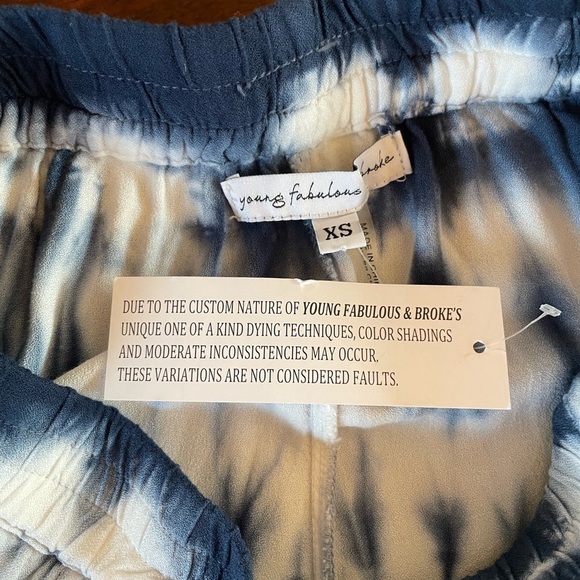 young fabulous
broke
XS
MADE IN
DUE TO THE CUSTOM NATURE OF YOUNG FABULOUS & BROKE'S
UNIQUE ONE OF A KIND DYING TECHNIQUES, COLOR SHADINGS
AND MODERATE INCONSISTENCIES MAY OCCUR.
THESE VARIATIONS ARE NOT CONSIDERED FAULTS.